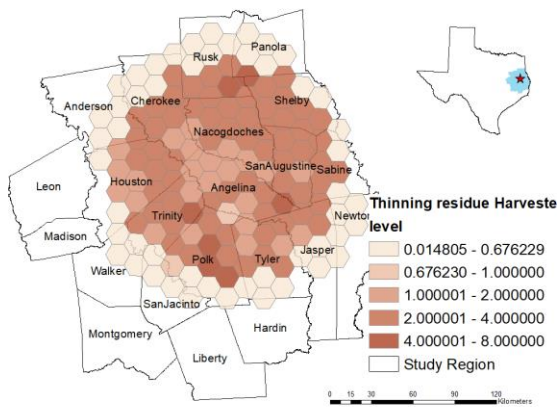 Rusk
Panola
Anderson
Cherokee
Shelby
Nacogdoches
SanAugustine
Sabine
Leon
Houston
Angelina
Trinity
Newton
Madison
Walker
Polk
Tyler
Jasper
SanJacinto
Hardin
Montgomery
Liberty
Thinning residue Harveste
level
0.014805 - 0.676229
0.676230 - 1.000000
1.000001 - 2.000000
2.000001 - 4.000000
4.000001 - 8.000000
Study Region
0 15 30 60 90 120
Kilometers